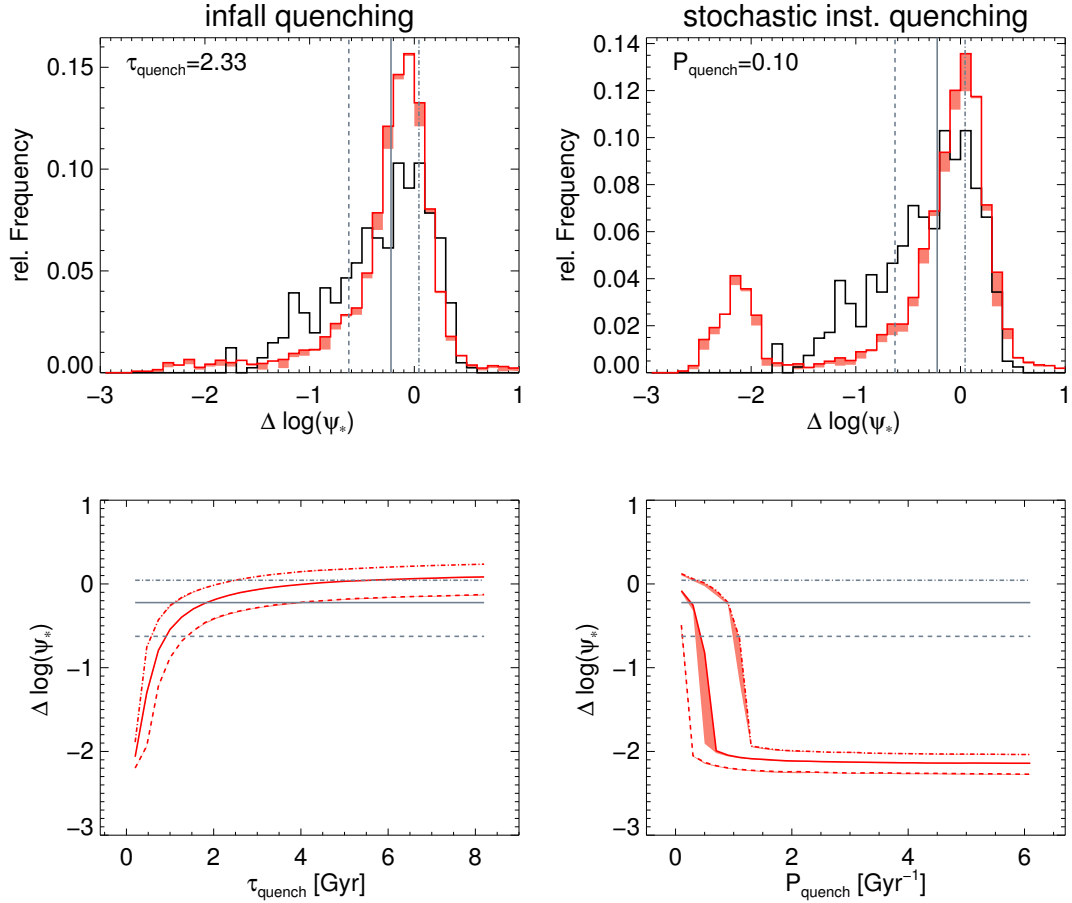 infall quenching
stochastic inst. quenching
τquench=2.33
Pquench=0.10
rel. Frequency
0.15
0.10
0.05
0.00
−3 −2 −1 0 1
Δ log(ψ*)
rel. Frequency
0.14
0.12
0.10
0.08
0.06
0.04
0.02
0.00
−3 −2 −1 0 1
Δ log(ψ*)
Δ log(ψ*)
1
0
−1
−2
−3
0 2 4 6 8
τquench [Gyr]
Δ log(ψ*)
1
0
−1
−2
−3
0 2 4 6
Pquench [Gyr⁻¹]